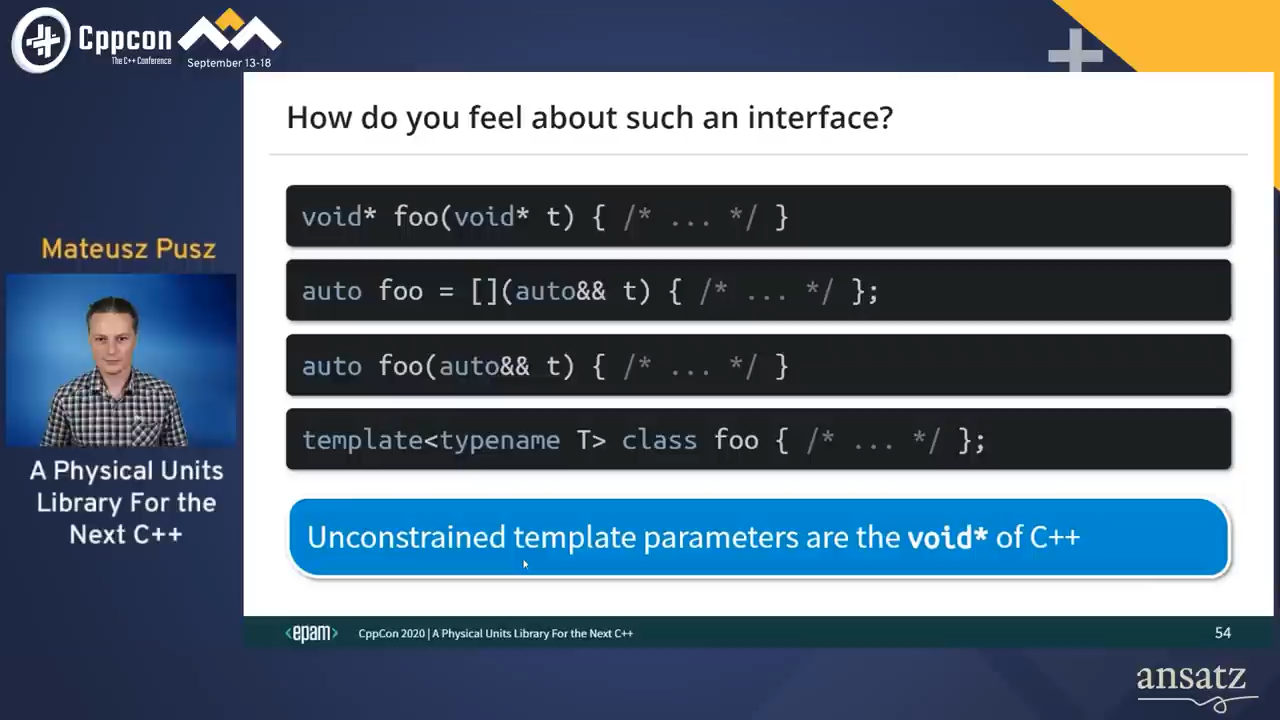 Cppcon
The C++ Conference
September 13-18
How do you feel about such an interface?
void* foo(void* t) { /* ... */ }
auto foo = [](auto&& t) { /* ... */ };
auto foo(auto&& t) { /* ... */ }
template<typename T> class foo { /* ... */ };
Unconstrained template parameters are the void* of C++
Mateusz Pusz
A Physical Units
Library For the
Next C++
<epam>
CppCon 2020 | A Physical Units Library For the Next C++
54
ansatz